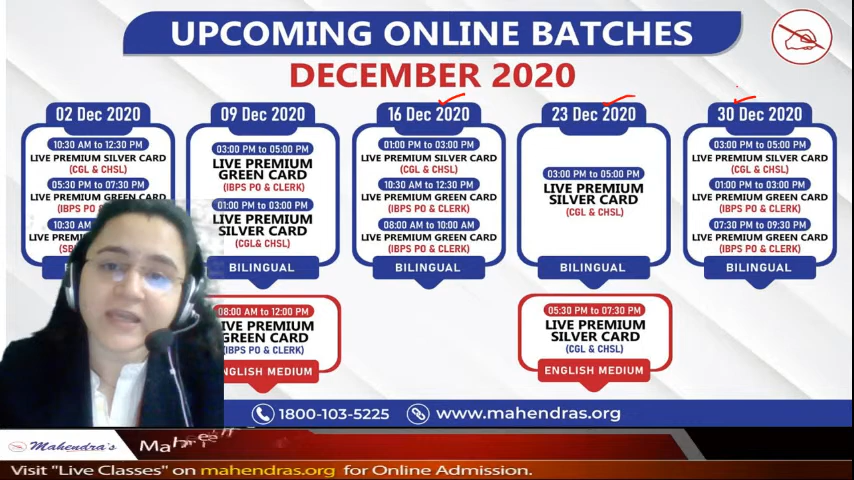 UPCOMING ONLINE BATCHES
DECEMBER 2020
02 Dec 2020
10:30 AM to 12:30 PM
LIVE PREMIUM SILVER CARD
(CGL & CHSL)
05:30 PM to 07:30 PM
LIVE PREMIUM GREEN CARD
(IBPS
10:30 AM
LIVE
09 Dec 2020
03:00 PM to 05:00 PM
LIVE PREMIUM
GREEN CARD
(IBPS PO & CLERK)
01:00 PM to 03:00 PM
LIVE PREMIUM
SILVER CARD
(CGL& CHSL)
BILINGUAL
16 Dec 2020
01:00 PM to 03:00 PM
LIVE PREMIUM SILVER CARD
(CGL & CHSL)
10:30 AM to 12:30 PM
LIVE PREMIUM GREEN CARD
(IBPS PO & CLERK)
08:00 AM to 10:00 AM
LIVE PREMIUM GREEN CARD
(IBPS PO & CLERK)
BILINGUAL
23 Dec 2020
03:00 PM to 05:00 PM
LIVE PREMIUM
SILVER CARD
(CGL & CHSL)
BILINGUAL
30 Dec 2020
03:00 PM to 05:00 PM
LIVE PREMIUM SILVER CARD
(CGL & CHSL)
01:00 PM to 03:00 PM
LIVE PREMIUM GREEN CARD
(IBPS PO & CLERK)
07:30 PM to 09:30 PM
LIVE PREMIUM GREEN CARD
(IBPS PO & CLERK)
BILINGUAL
08:00 AM to 12:00 PM
LIVE PREMIUM
GREEN CARD
(IBPS PO & CLERK)
ENGLISH MEDIUM
05:30 PM to 07:30 PM
LIVE PREMIUM
SILVER CARD
(CGL & CHSL)
ENGLISH MEDIUM
1800-103-5225 www.mahendras.org
Mahendra's
Visit "Live Classes" on mahendras.org for Online Admission.